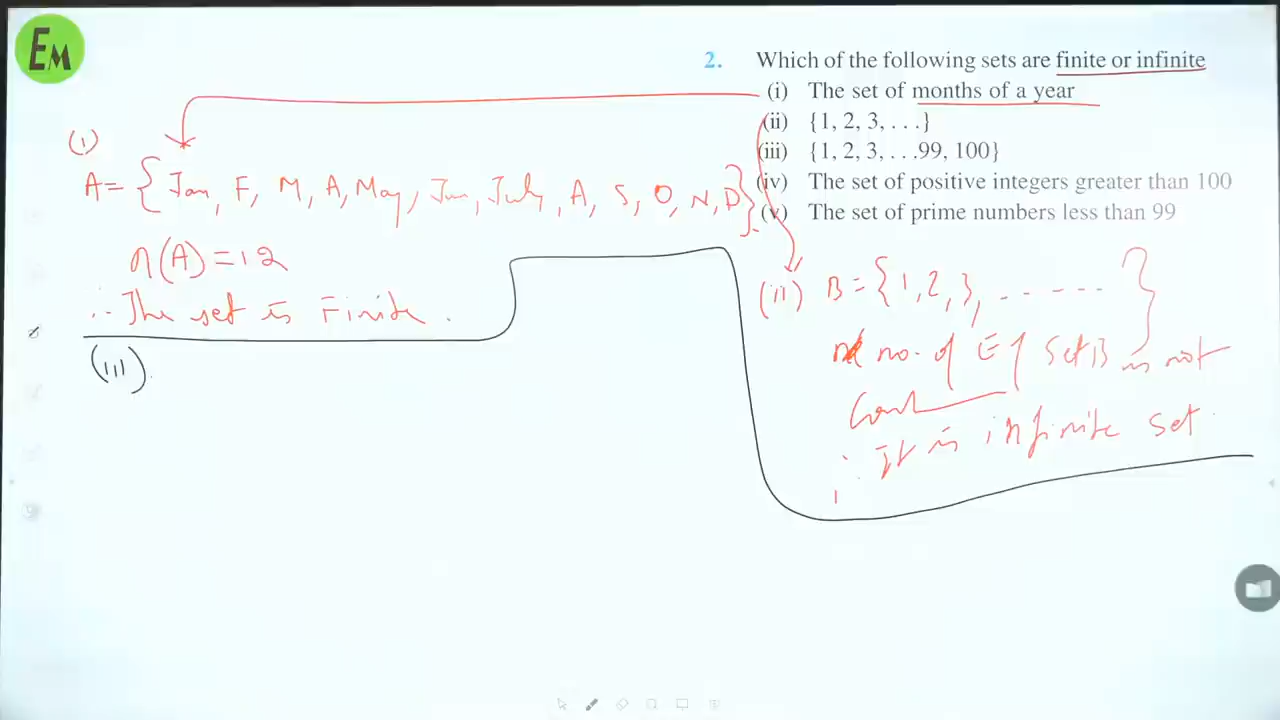 EM
2. Which of the following sets are finite or infinite
(i) The set of months of a year
(ii) {1, 2, 3, . . .}
(iii) {1, 2, 3, . . .99, 100}
(iv) The set of positive integers greater than 100
(v) The set of prime numbers less than 99
(i)
A = { Jan, F, M, A, May, Jun, July, A, S, O, N, D}.
n(A) = 12
∴ The set is Finite.
(ii) B = {1, 2, 3, ........ }
no. of E of Set B is not
∴ It is infinite set.
(iii).